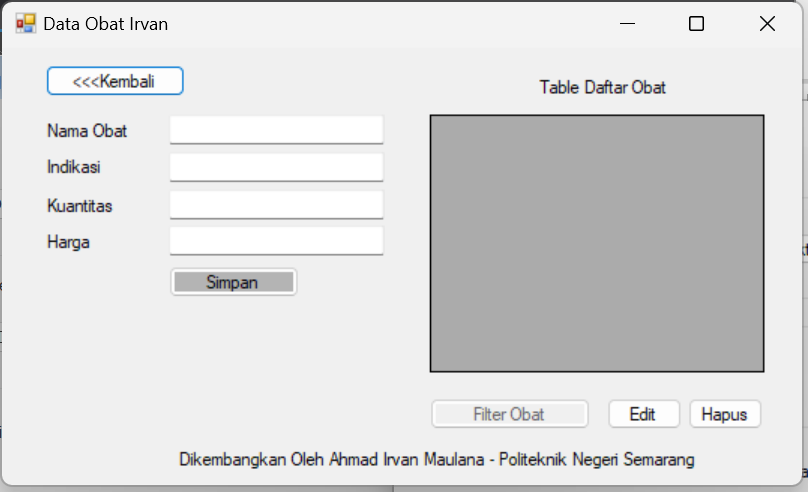 Data Obat Irvan
<<<Kembali
Table Daftar Obat
Nama Obat
Indikasi
Kuantitas
Harga
Simpan
Filter Obat
Edit
Hapus
Dikembangkan Oleh Ahmad Irvan Maulana - Politeknik Negeri Semarang